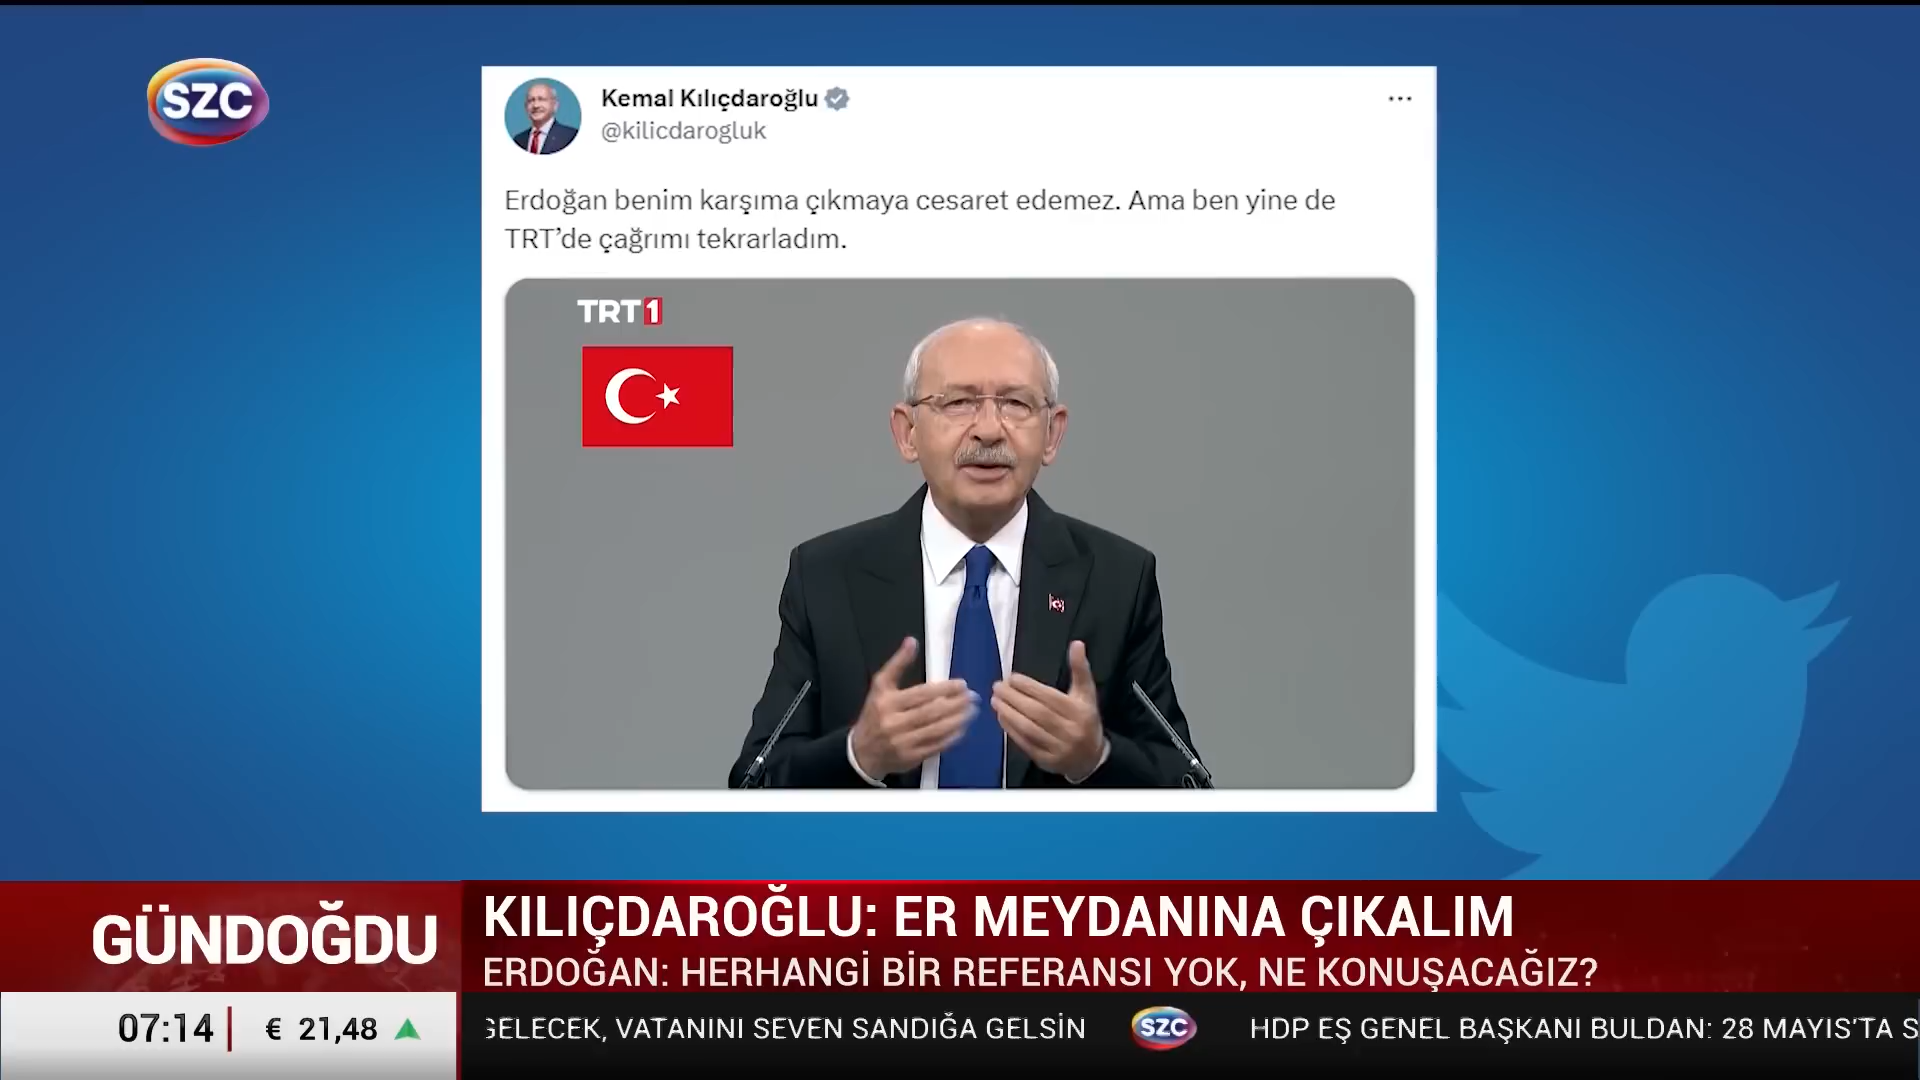 SZC
Kemal Kılıçdaroğlu
@kilicdarogluk
Erdoğan benim karşıma çıkmaya cesaret edemez. Ama ben yine de
TRT'de çağrımı tekrarladım.
TRT1
GÜNDOĞDU
KILIÇDAROĞLU: ER MEYDANINA ÇIKALIM
ERDOĞAN: HERHANGİ BİR REFERANSI YOK, NE KONUŞACAĞIZ?
07:14 € 21,48
GELECEK, VATANINI SEVEN SANDIĞA GELSİN SZC HDP EŞ GENEL BAŞKANI BULDAN: 28 MAYIS'TA S